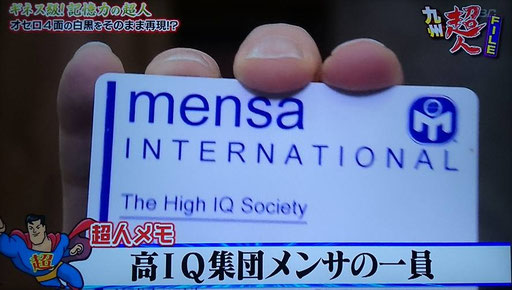 ギネス級!記憶力の超人
オセロ4面の白黒をそのまま再現!?
九州
超人
FILE
mensa
INTERNATIONAL
The High IQ Society
超人メモ
超
高IQ集団メンサの一員